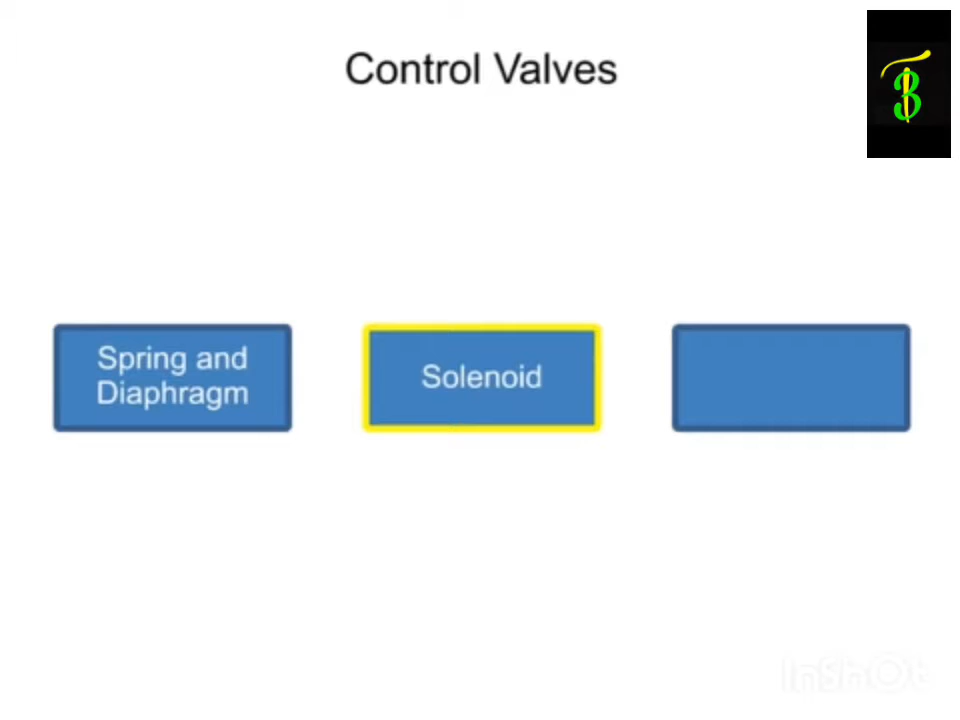 Control Valves
Spring and
Diaphragm
Solenoid
InShOt